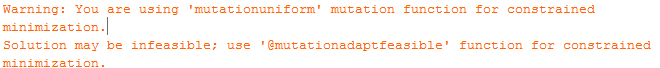 Warning: You are using 'mutationuniform' mutation function for constrained
minimization.
Solution may be infeasible; use '@mutationadaptfeasible' function for constrained
minimization.